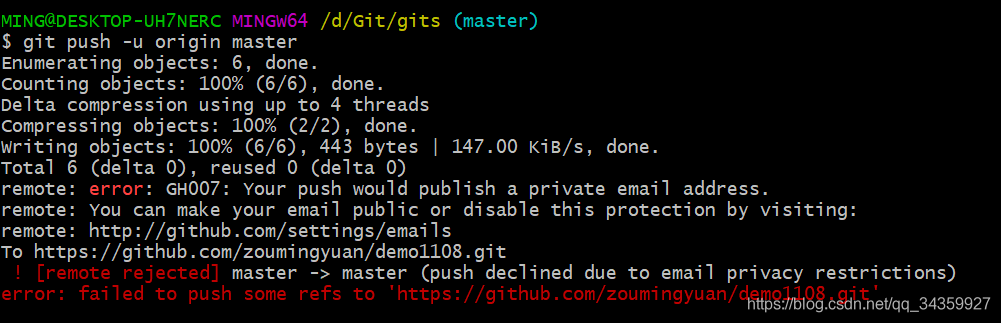 MING@DESKTOP-UH7NERC MINGW64 /d/Git/gits (master)
$ git push -u origin master
Enumerating objects: 6, done.
Counting objects: 100% (6/6), done.
Delta compression using up to 4 threads
Compressing objects: 100% (2/2), done.
Writing objects: 100% (6/6), 443 bytes | 147.00 KiB/s, done.
Total 6 (delta 0), reused 0 (delta 0)
remote: error: GH007: Your push would publish a private email address.
remote: You can make your email public or disable this protection by visiting:
remote: http://github.com/settings/emails
To https://github.com/zoumingyuan/demo1108.git
 ! [remote rejected] master -> master (push declined due to email privacy restrictions)
error: failed to push some refs to 'https://github.com/zoumingyuan/demo1108.git'
https://blog.csdn.net/qq_34359927